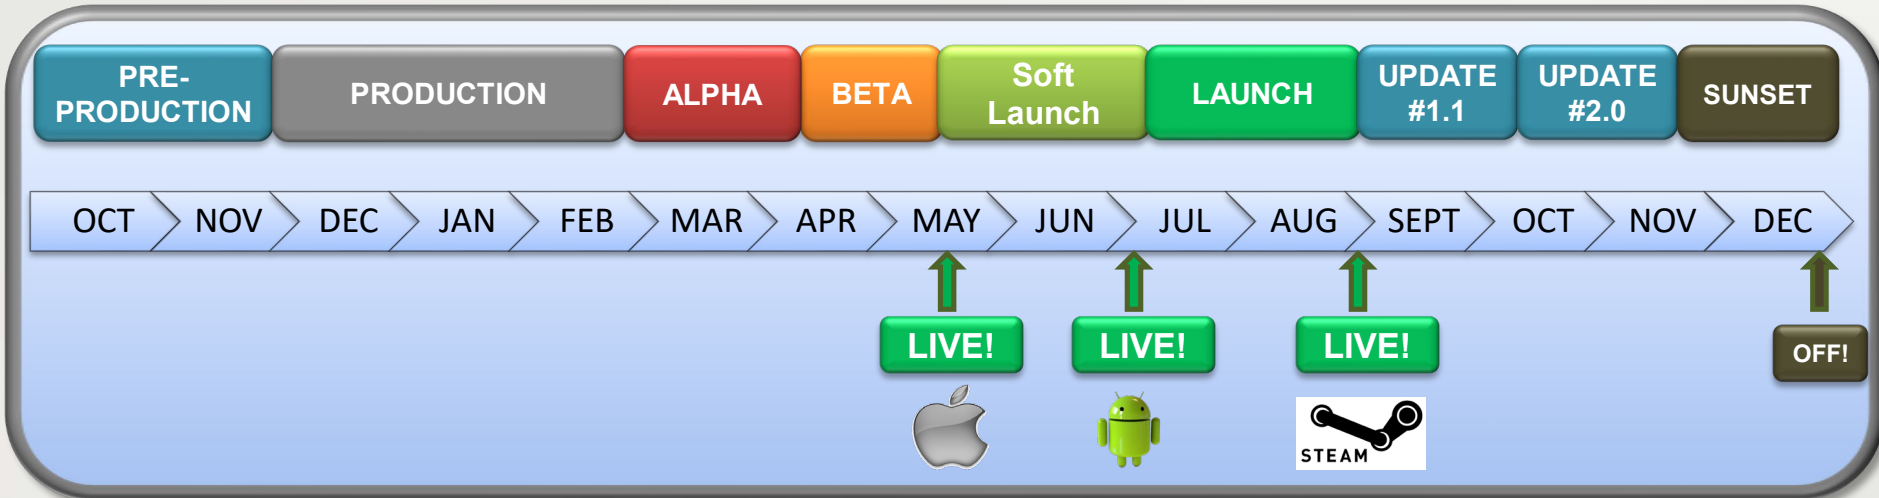 PRE-
PRODUCTION
PRODUCTION
ALPHA
BETA
Soft
Launch
LAUNCH
UPDATE
#1.1
UPDATE
#2.0
SUNSET
OCT NOV DEC JAN FEB MAR APR MAY JUN JUL AUG SEPT OCT NOV DEC
LIVE!
LIVE!
LIVE!
OFF!
STEAM